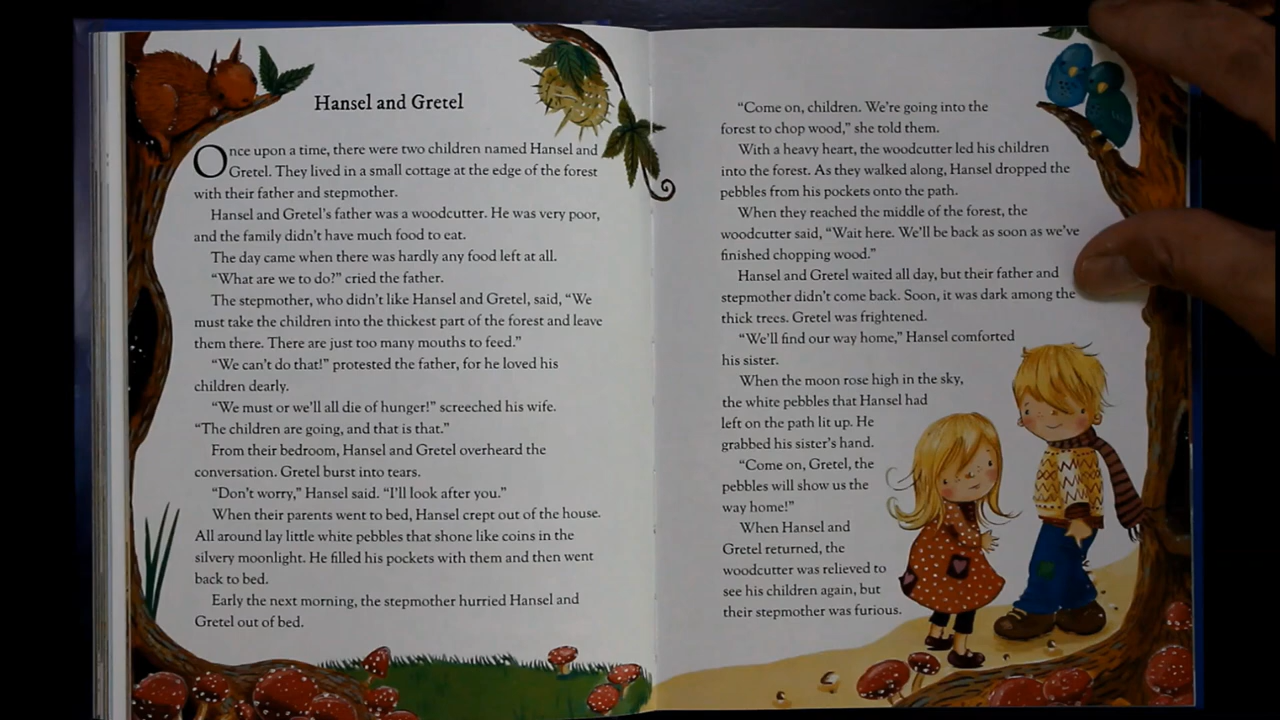 Hansel and Gretel
Once upon a time, there were two children named Hansel and
Gretel. They lived in a small cottage at the edge of the forest
with their father and stepmother.
Hansel and Gretel's father was a woodcutter. He was very poor,
and the family didn't have much food to eat.
The day came when there was hardly any food left at all.
“What are we to do?” cried the father.
The stepmother, who didn't like Hansel and Gretel, said, “We
must take the children into the thickest part of the forest and leave
them there. There are just too many mouths to feed.”
“We can't do that!” protested the father, for he loved his
children dearly.
“We must or we'll all die of hunger!” screeched his wife.
“The children are going, and that is that.”
From their bedroom, Hansel and Gretel overheard the
conversation. Gretel burst into tears.
“Don't worry,” Hansel said. “I'll look after you.”
When their parents went to bed, Hansel crept out of the house.
All around lay little white pebbles that shone like coins in the
silvery moonlight. He filled his pockets with them and then went
back to bed.
Early the next morning, the stepmother hurried Hansel and
Gretel out of bed.
“Come on, children. We're going into the
forest to chop wood,” she told them.
With a heavy heart, the woodcutter led his children
into the forest. As they walked along, Hansel dropped the
pebbles from his pockets onto the path.
When they reached the middle of the forest, the
woodcutter said, “Wait here. We'll be back as soon as we've
finished chopping wood.”
Hansel and Gretel waited all day, but their father and
stepmother didn't come back. Soon, it was dark among the
thick trees. Gretel was frightened.
“We'll find our way home,” Hansel comforted
his sister.
When the moon rose high in the sky,
the white pebbles that Hansel had
left on the path lit up. He
grabbed his sister's hand.
“Come on, Gretel, the
pebbles will show us the
way home!”
When Hansel and
Gretel returned, the
woodcutter was relieved to
see his children again, but
their stepmother was furious.